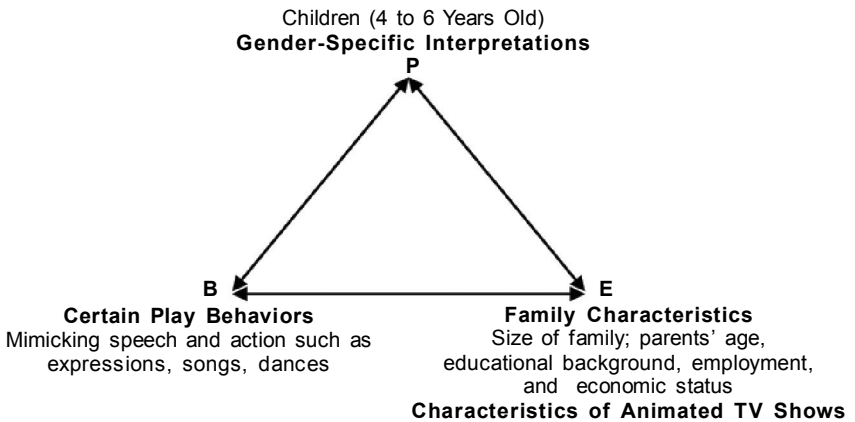 Children (4 to 6 Years Old)
Gender-Specific Interpretations
P
B
Certain Play Behaviors
Mimicking speech and action such as
expressions, songs, dances
E
Family Characteristics
Size of family; parents’ age,
educational background, employment,
and economic status
Characteristics of Animated TV Shows